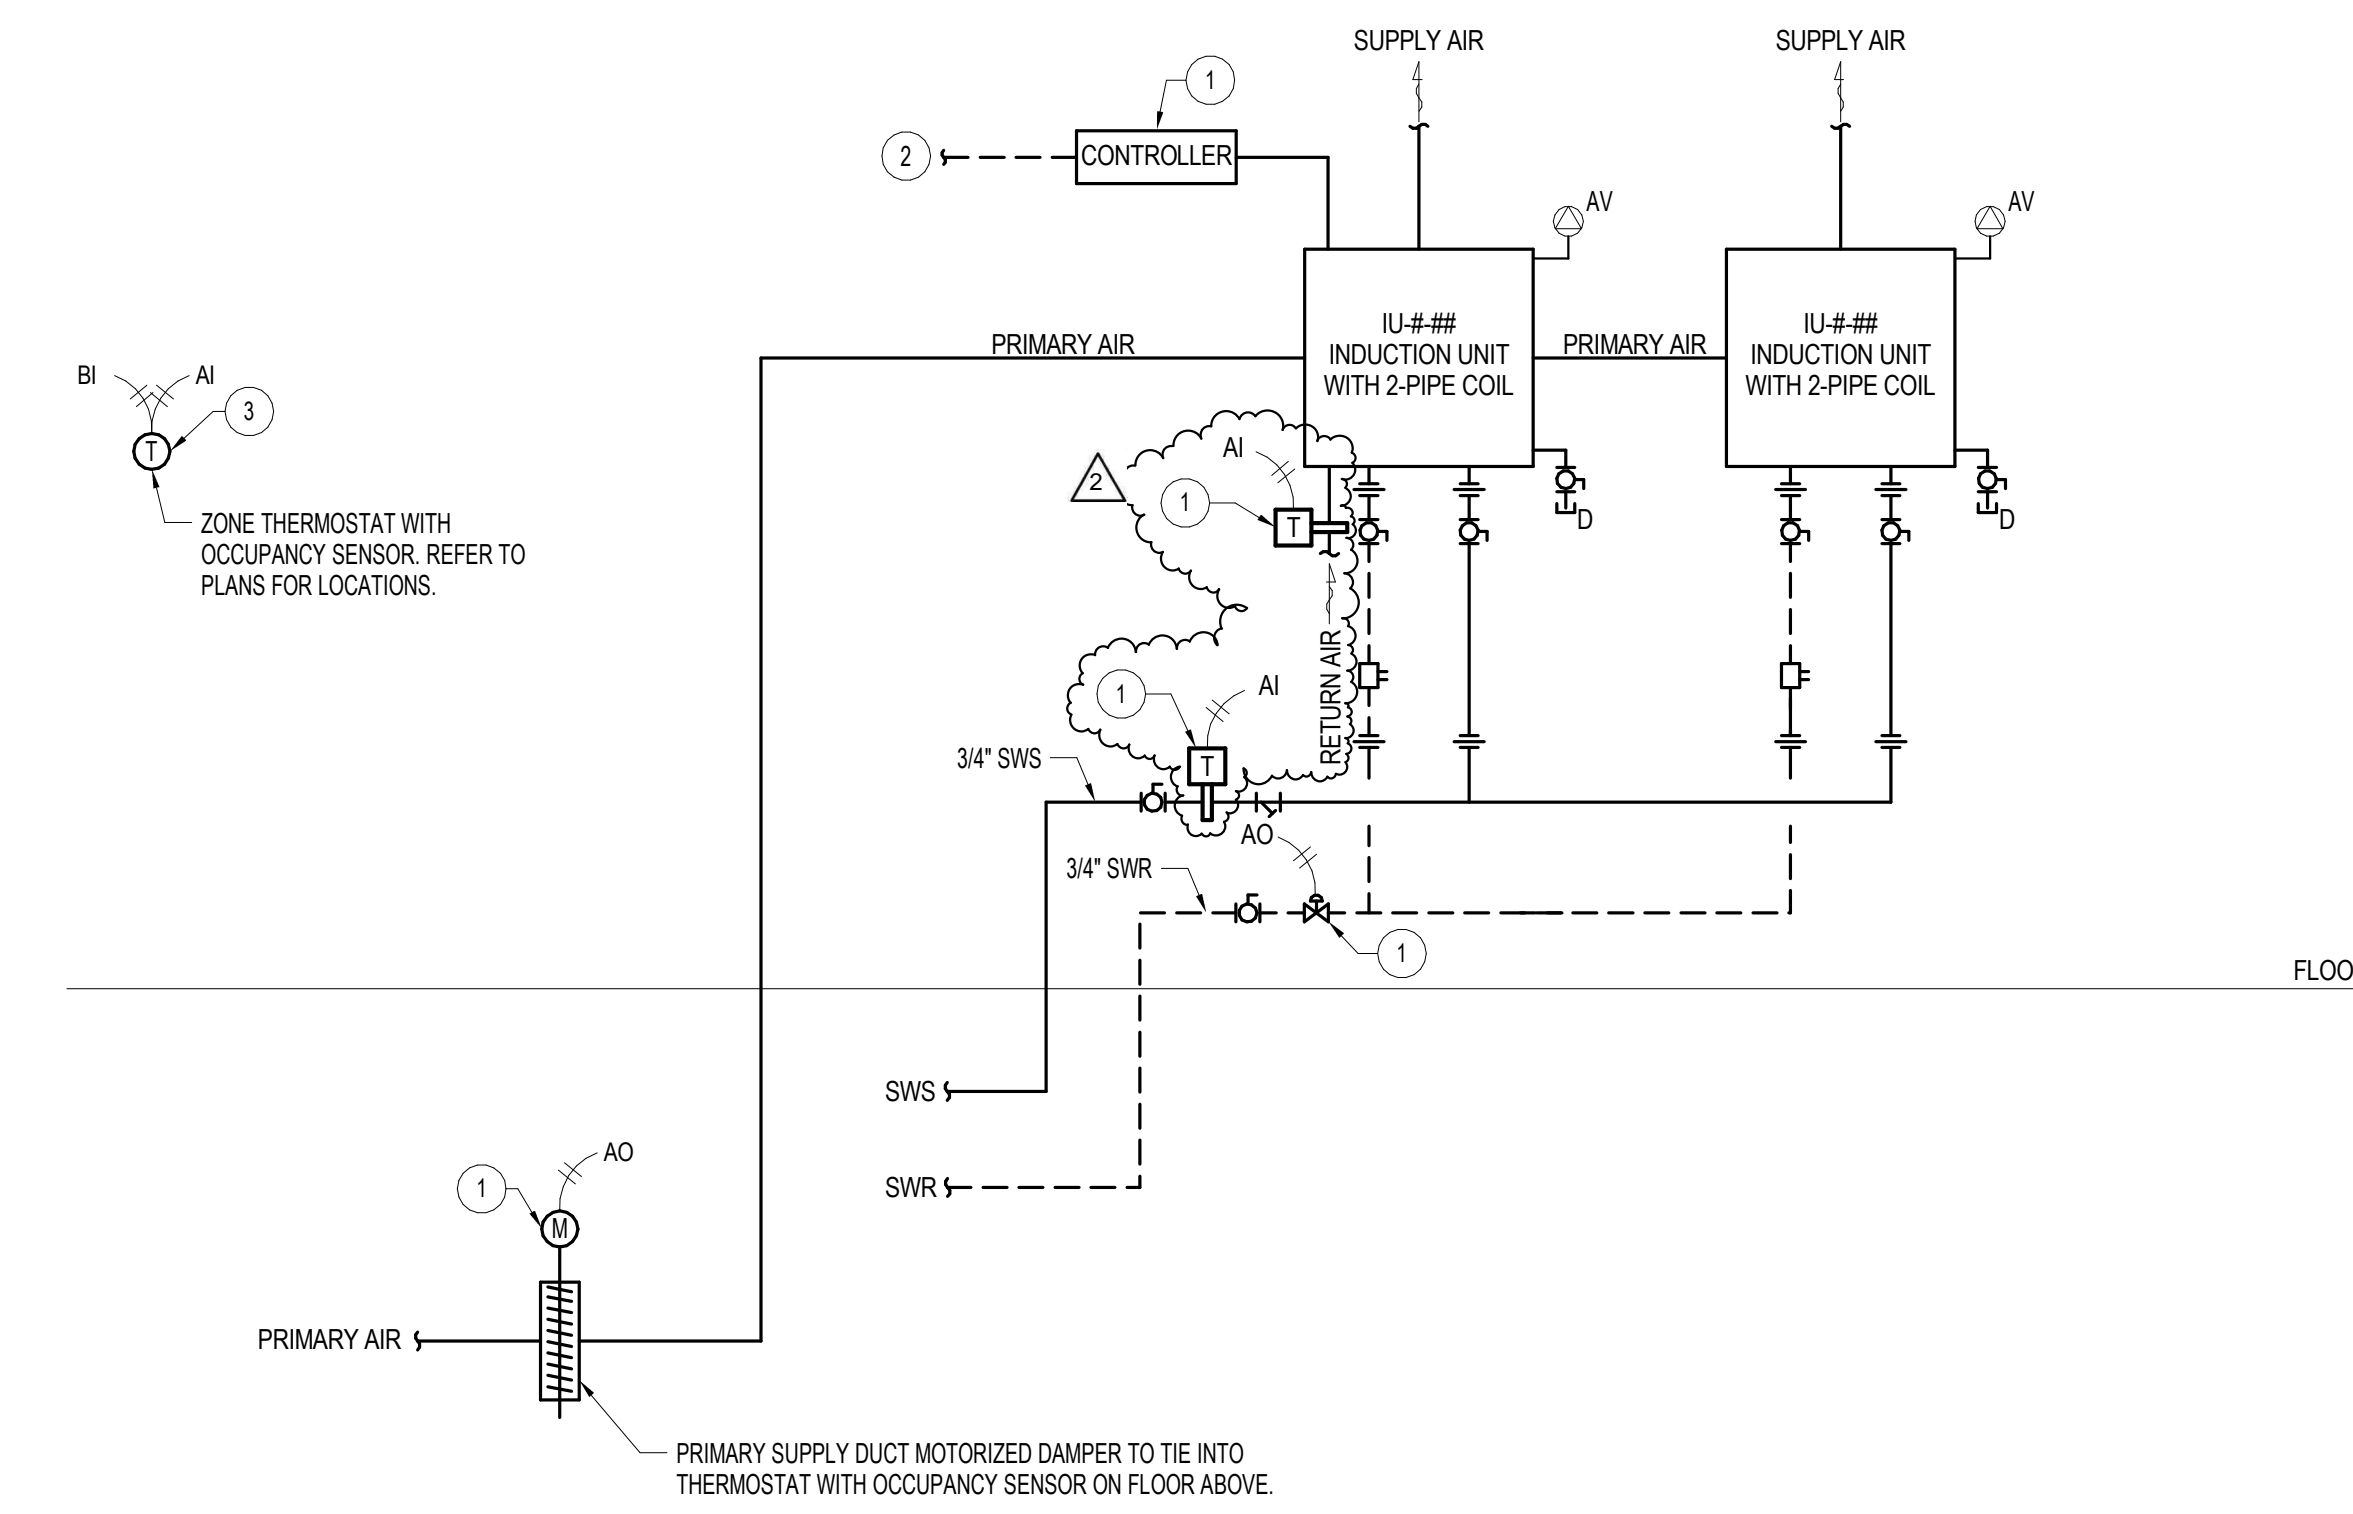 SUPPLY AIR
SUPPLY AIR
1
2
CONTROLLER
AV
AV
IU-#-##
INDUCTION UNIT
WITH 2-PIPE COIL
IU-#-##
INDUCTION UNIT
WITH 2-PIPE COIL
PRIMARY AIR
PRIMARY AIR
BI
AI
3
T
ZONE THERMOSTAT WITH
OCCUPANCY SENSOR. REFER TO
PLANS FOR LOCATIONS.
AI
2
1
T
D
D
RETURN AIR
1
AI
T
3/4" SWS
AO
3/4" SWR
1
FLOO
SWS
SWR
AO
1
M
PRIMARY AIR
PRIMARY SUPPLY DUCT MOTORIZED DAMPER TO TIE INTO
THERMOSTAT WITH OCCUPANCY SENSOR ON FLOOR ABOVE.